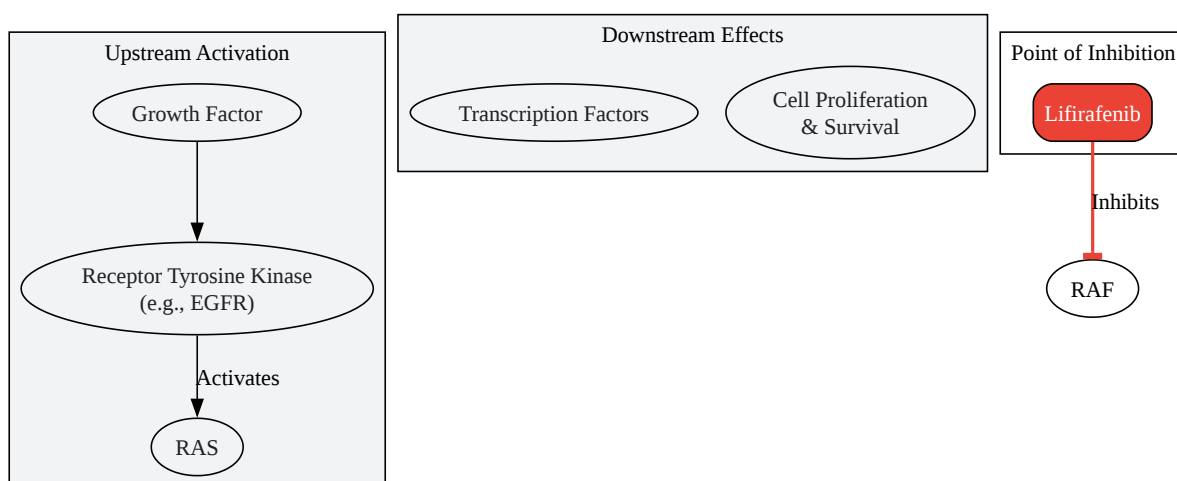 Upstream Activation
Growth Factor
Receptor Tyrosine Kinase
(e.g., EGFR)
Activates
RAS
Downstream Effects
Transcription Factors
Cell Proliferation
& Survival
Point of Inhibition
Lifirafenib
Inhibits
RAF